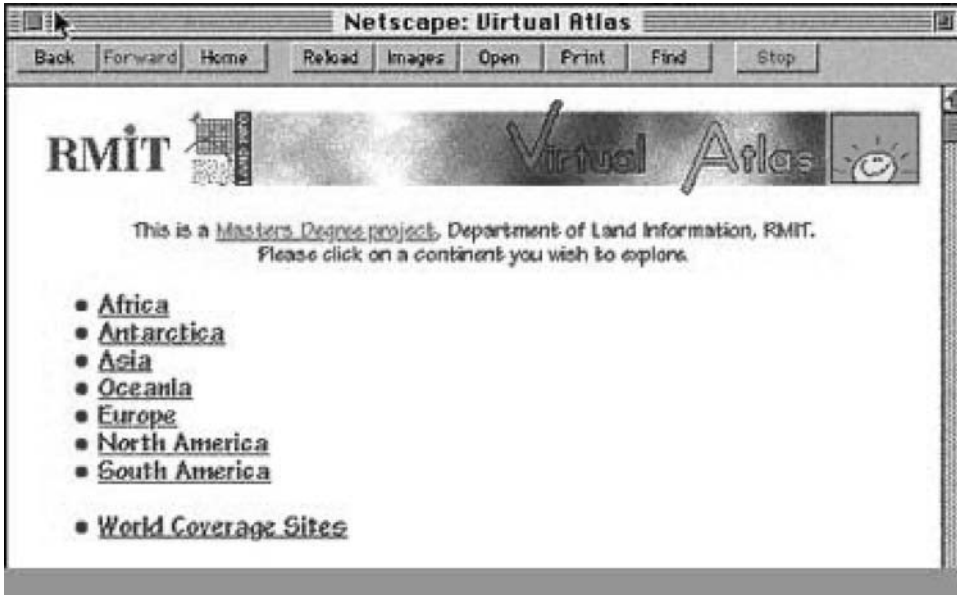 Netscape: Virtual Atlas
Back Forward Home Reload Images Open Print Find Stop
RMIT Virtual Atlas
This is a Masters Degree project, Department of Land Information, RMIT.
Please click on a continent you wish to explore.
Africa
Antarctica
Asia
Oceania
Europe
North America
South America
World Coverage Sites